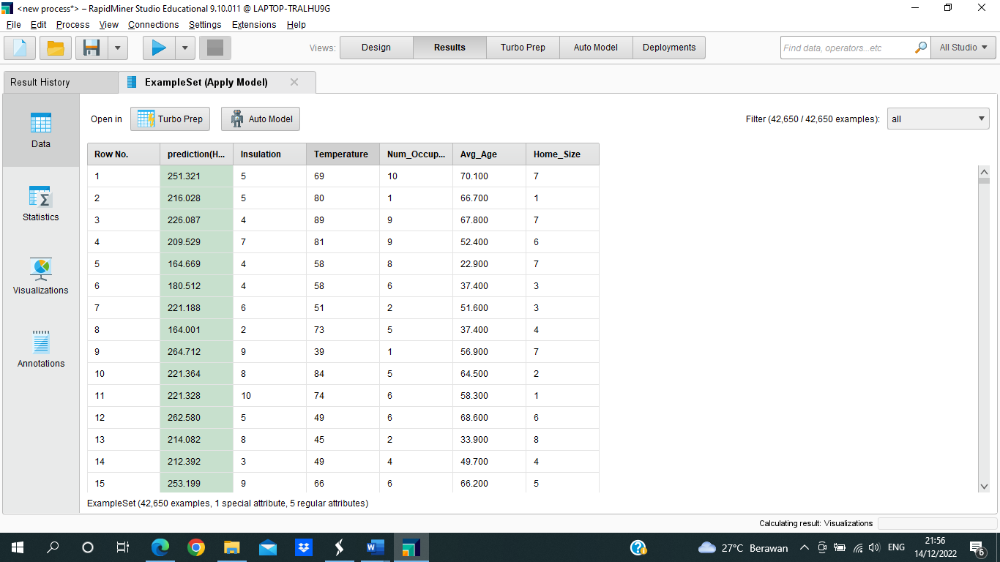 <new process*> – RapidMiner Studio Educational 9.10.011 @ LAPTOP-TRALHU9G
File Edit Process View Connections Settings Extensions Help
Views: Design Results Turbo Prep Auto Model Deployments Find data, operators...etc All Studio
Result History ExampleSet (Apply Model)
Data
Statistics
Visualizations
Annotations
Open in Turbo Prep Auto Model Filter (42,650 / 42,650 examples): all
Row No. prediction(H... Insulation Temperature Num_Occup... Avg_Age Home_Size
1 251.321 5 69 10 70.100 7
2 216.028 5 80 1 66.700 1
3 226.087 4 89 9 67.800 7
4 209.529 7 81 9 52.400 6
5 164.669 4 58 8 22.900 7
6 180.512 4 58 6 37.400 3
7 221.188 6 51 2 51.600 3
8 164.001 2 73 5 37.400 4
9 264.712 9 39 1 56.900 7
10 221.364 8 84 5 64.500 2
11 221.328 10 74 6 58.300 1
12 262.580 5 49 6 68.600 6
13 214.082 8 45 2 33.900 8
14 212.392 3 49 4 49.700 4
15 253.199 9 66 6 66.200 5
ExampleSet (42,650 examples, 1 special attribute, 5 regular attributes)
Calculating result: Visualizations
27°C Berawan ENG 21:56
14/12/2022 6